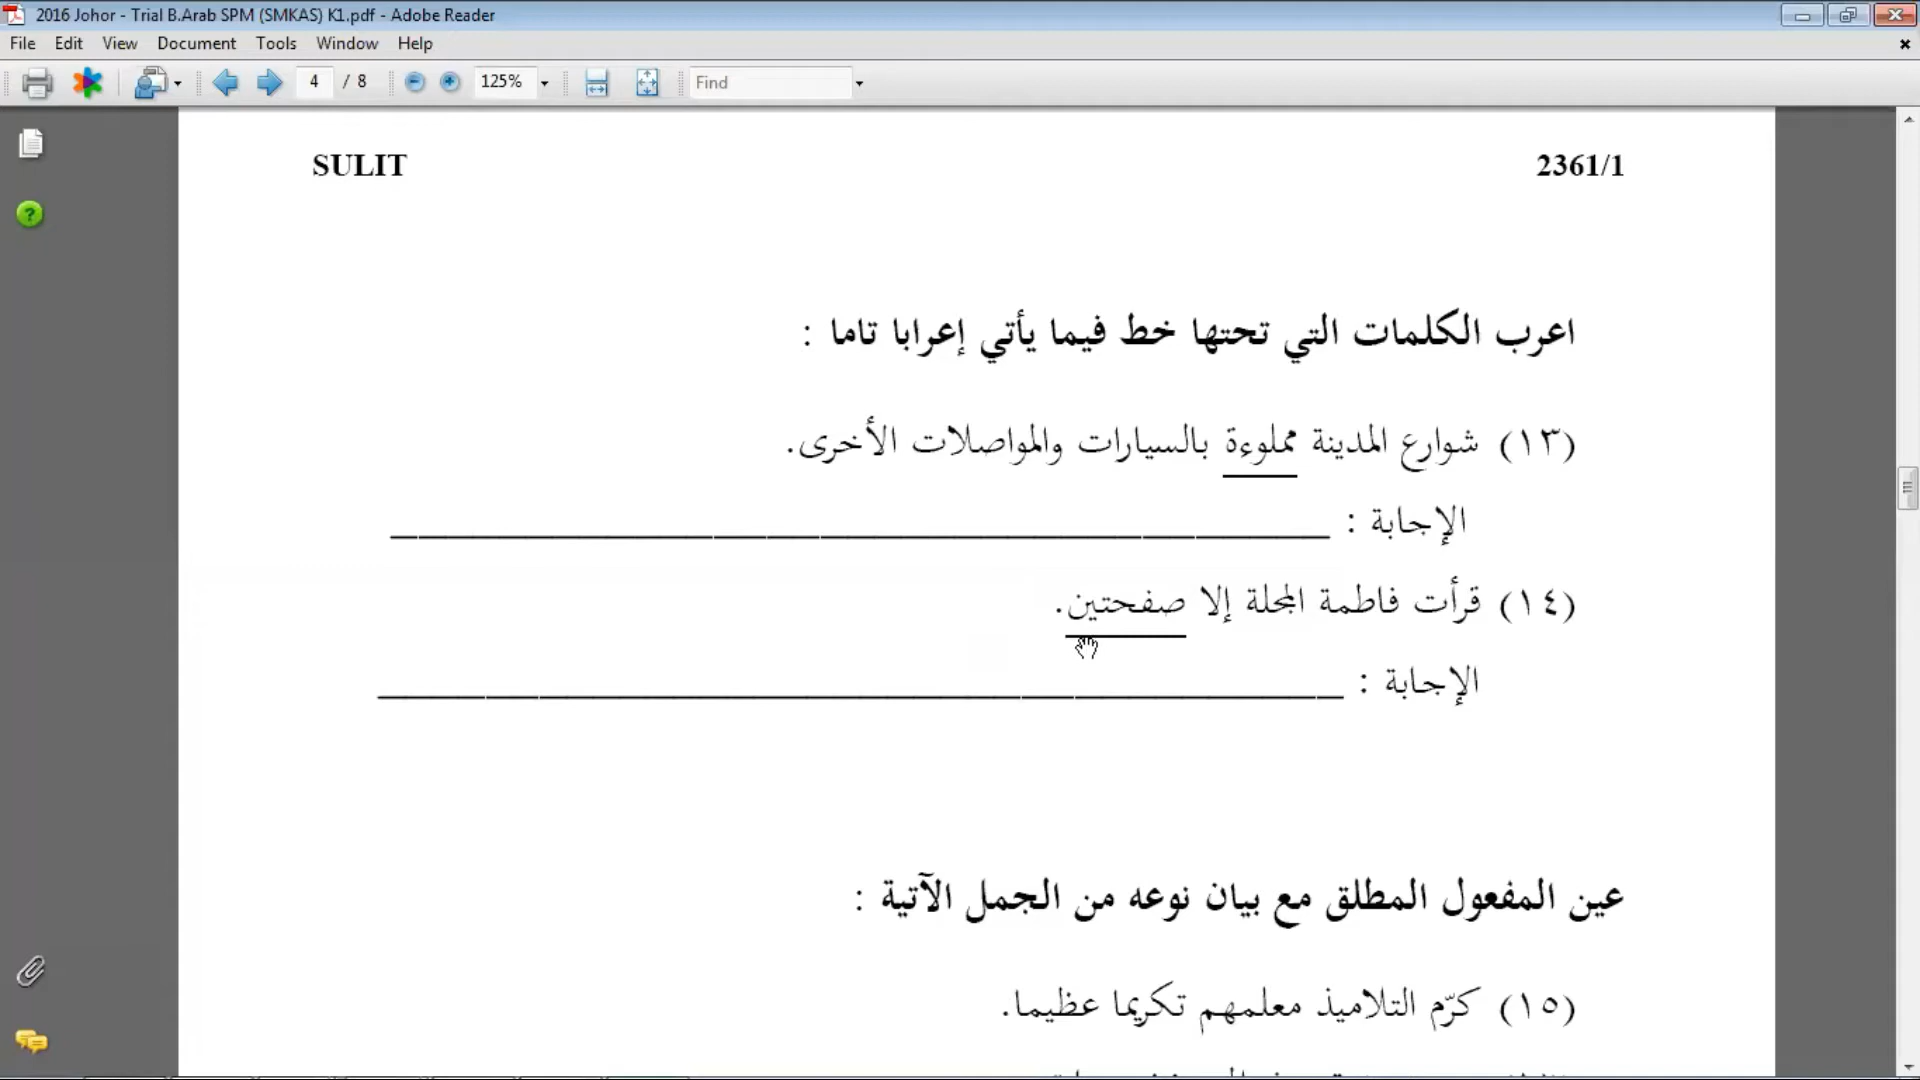 2016 Johor - Trial B.Arab SPM (SMKAS) K1.pdf - Adobe Reader
File Edit View Document Tools Window Help
4 / 8 125% Find
SULIT 2361/1
اعرب الكلمات التي تحتها خط فيما يأتي إعرابا تاما :
(١٣) شوارع المدينة مملوءة بالسيارات والمواصلات الأخرى.
الإجابة :
(١٤) قرأت فاطمة المجلة إلا صفحتين.
الإجابة :
عين المفعول المطلق مع بيان نوعه من الجمل الآتية :
(١٥) كرّم التلاميذ معلمهم تكريما عظيما.